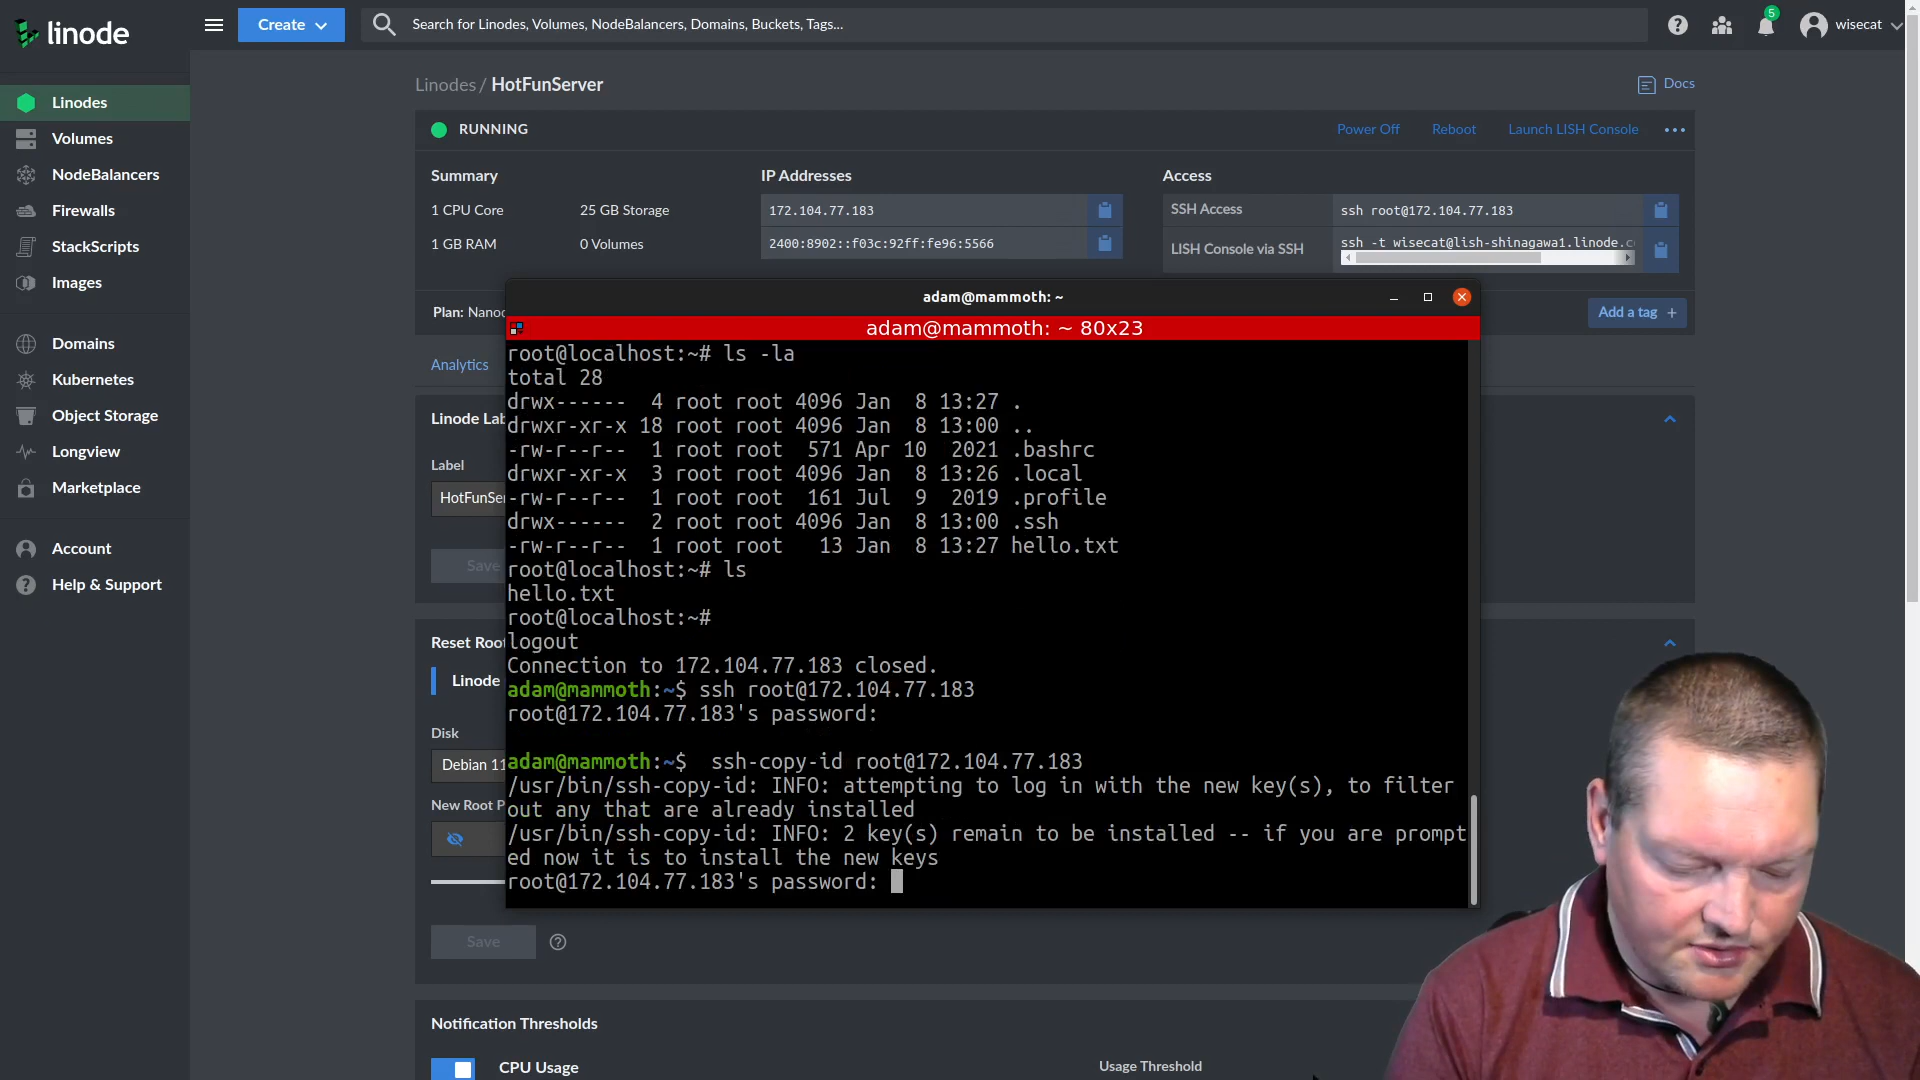 linode
Create
Search for Linodes, Volumes, NodeBalancers, Domains, Buckets, Tags...
5
wisecat
Linodes
Volumes
NodeBalancers
Firewalls
StackScripts
Images
Domains
Kubernetes
Object Storage
Longview
Marketplace
Account
Help & Support
Linodes / HotFunServer
Docs
RUNNING
Power Off
Reboot
Launch LISH Console
Summary
IP Addresses
Access
1 CPU Core
25 GB Storage
172.104.77.183
SSH Access
ssh root@172.104.77.183
1 GB RAM
0 Volumes
2400:8902::f03c:92ff:fe96:5566
LISH Console via SSH
ssh -t wisecat@lish-shinagawa1.linode.c
Plan: Nanod
Add a tag +
Analytics
Linode Lab
Label
HotFunSer
Save
Reset Root
Linode
Disk
Debian 11
New Root P
Save
Notification Thresholds
CPU Usage
Usage Threshold
adam@mammoth: ~
adam@mammoth: ~ 80x23
root@localhost:~# ls -la
total 28
drwx------  4 root root 4096 Jan  8 13:27 .
drwxr-xr-x 18 root root 4096 Jan  8 13:00 ..
-rw-r--r--  1 root root  571 Apr 10  2021 .bashrc
drwxr-xr-x  3 root root 4096 Jan  8 13:26 .local
-rw-r--r--  1 root root  161 Jul  9  2019 .profile
drwx------  2 root root 4096 Jan  8 13:00 .ssh
-rw-r--r--  1 root root   13 Jan  8 13:27 hello.txt
root@localhost:~# ls
hello.txt
root@localhost:~#
logout
Connection to 172.104.77.183 closed.
adam@mammoth:~$ ssh root@172.104.77.183
root@172.104.77.183's password:
adam@mammoth:~$  ssh-copy-id root@172.104.77.183
/usr/bin/ssh-copy-id: INFO: attempting to log in with the new key(s), to filter
out any that are already installed
/usr/bin/ssh-copy-id: INFO: 2 key(s) remain to be installed -- if you are prompt
ed now it is to install the new keys
root@172.104.77.183's password: